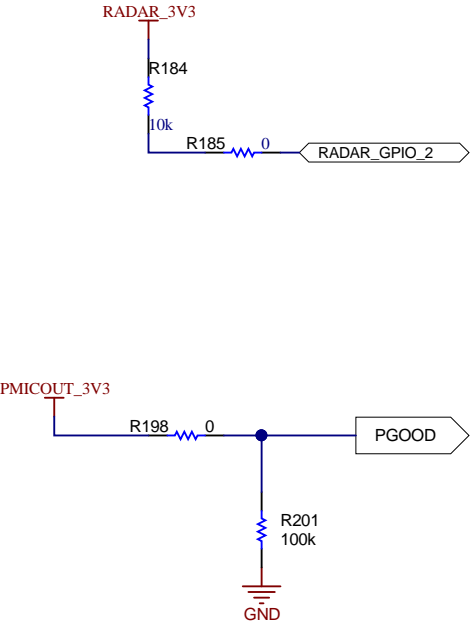 RADAR_3V3
R184
10k
R185 0
RADAR_GPIO_2
PMICOUT_3V3
R198 0
PGOOD
R201
100k
GND